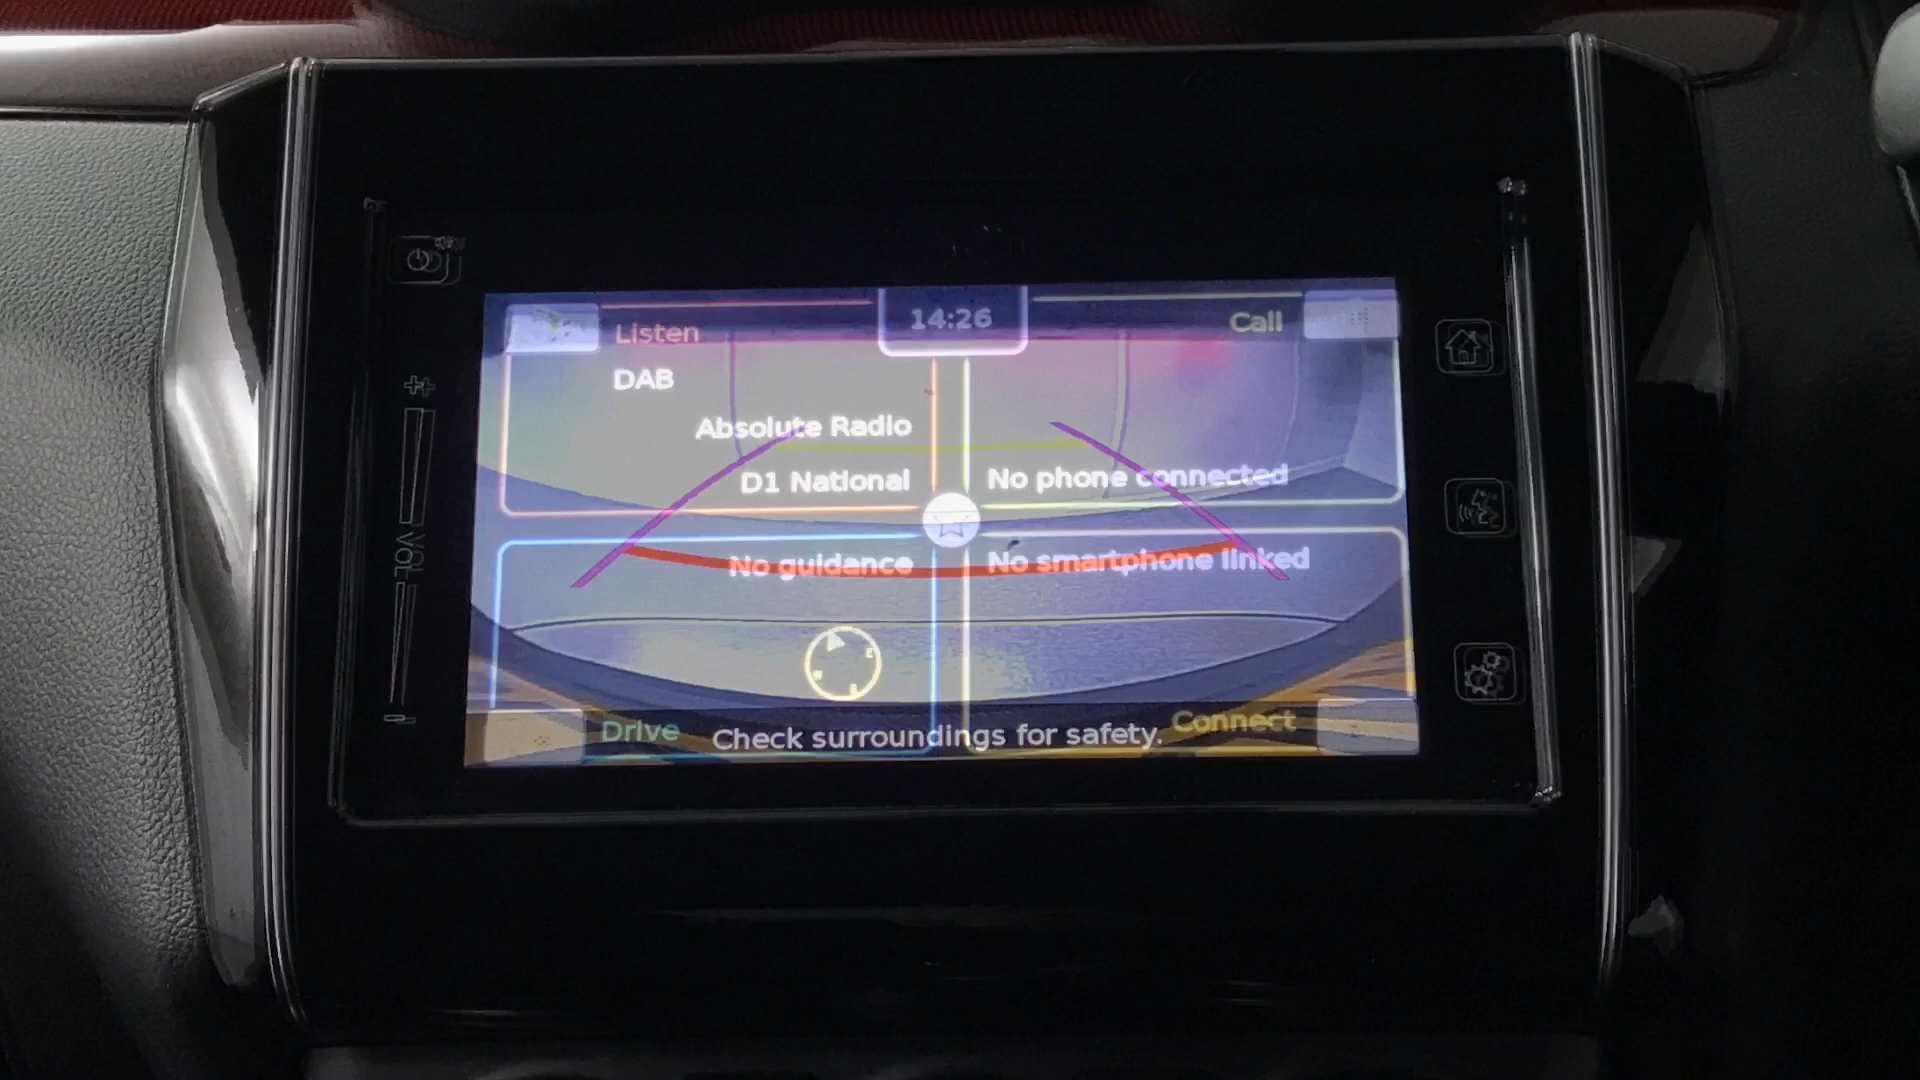 14:26
Listen
Call
DAB
Absolute Radio
D1 National
No phone connected
No guidance
No smartphone linked
E
Drive
Check surroundings for safety.
Connect
VOL